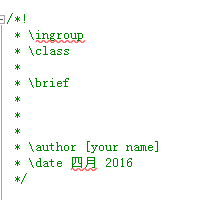 /*!
 * \ingroup
 * \class
 *
 * \brief
 *
 *
 *
 * \author [your name]
 * \date 四月 2016
 */